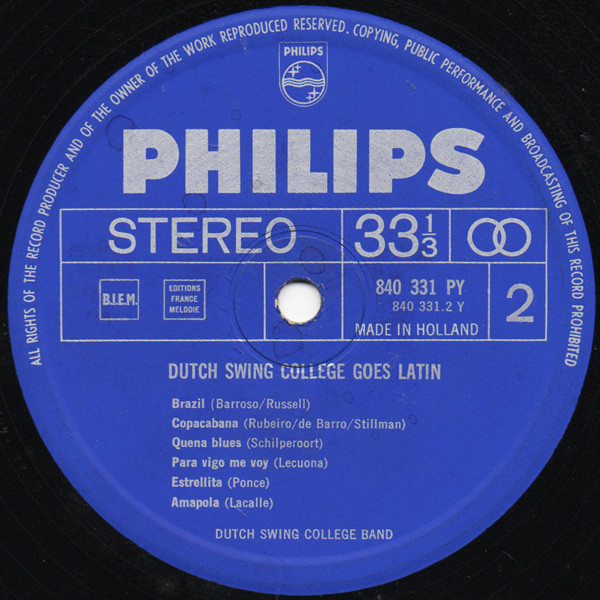 ALL RIGHTS OF THE RECORD PRODUCER AND OF THE OWNER OF THE WORK REPRODUCED RESERVED. COPYING, PUBLIC PERFORMANCE AND BROADCASTING OF THIS RECORD PROHIBITED
PHILIPS
PHILIPS
STEREO 33 1/3
B.I.E.M.
EDITIONS
FRANCE
MELODIE
840 331 PY
840 331.2 Y
MADE IN HOLLAND
2
DUTCH SWING COLLEGE GOES LATIN
Brazil (Barroso/Russell)
Copacabana (Rubeiro/de Barro/Stillman)
Quena blues (Schilperoort)
Para vigo me voy (Lecuona)
Estrellita (Ponce)
Amapola (Lacalle)
DUTCH SWING COLLEGE BAND